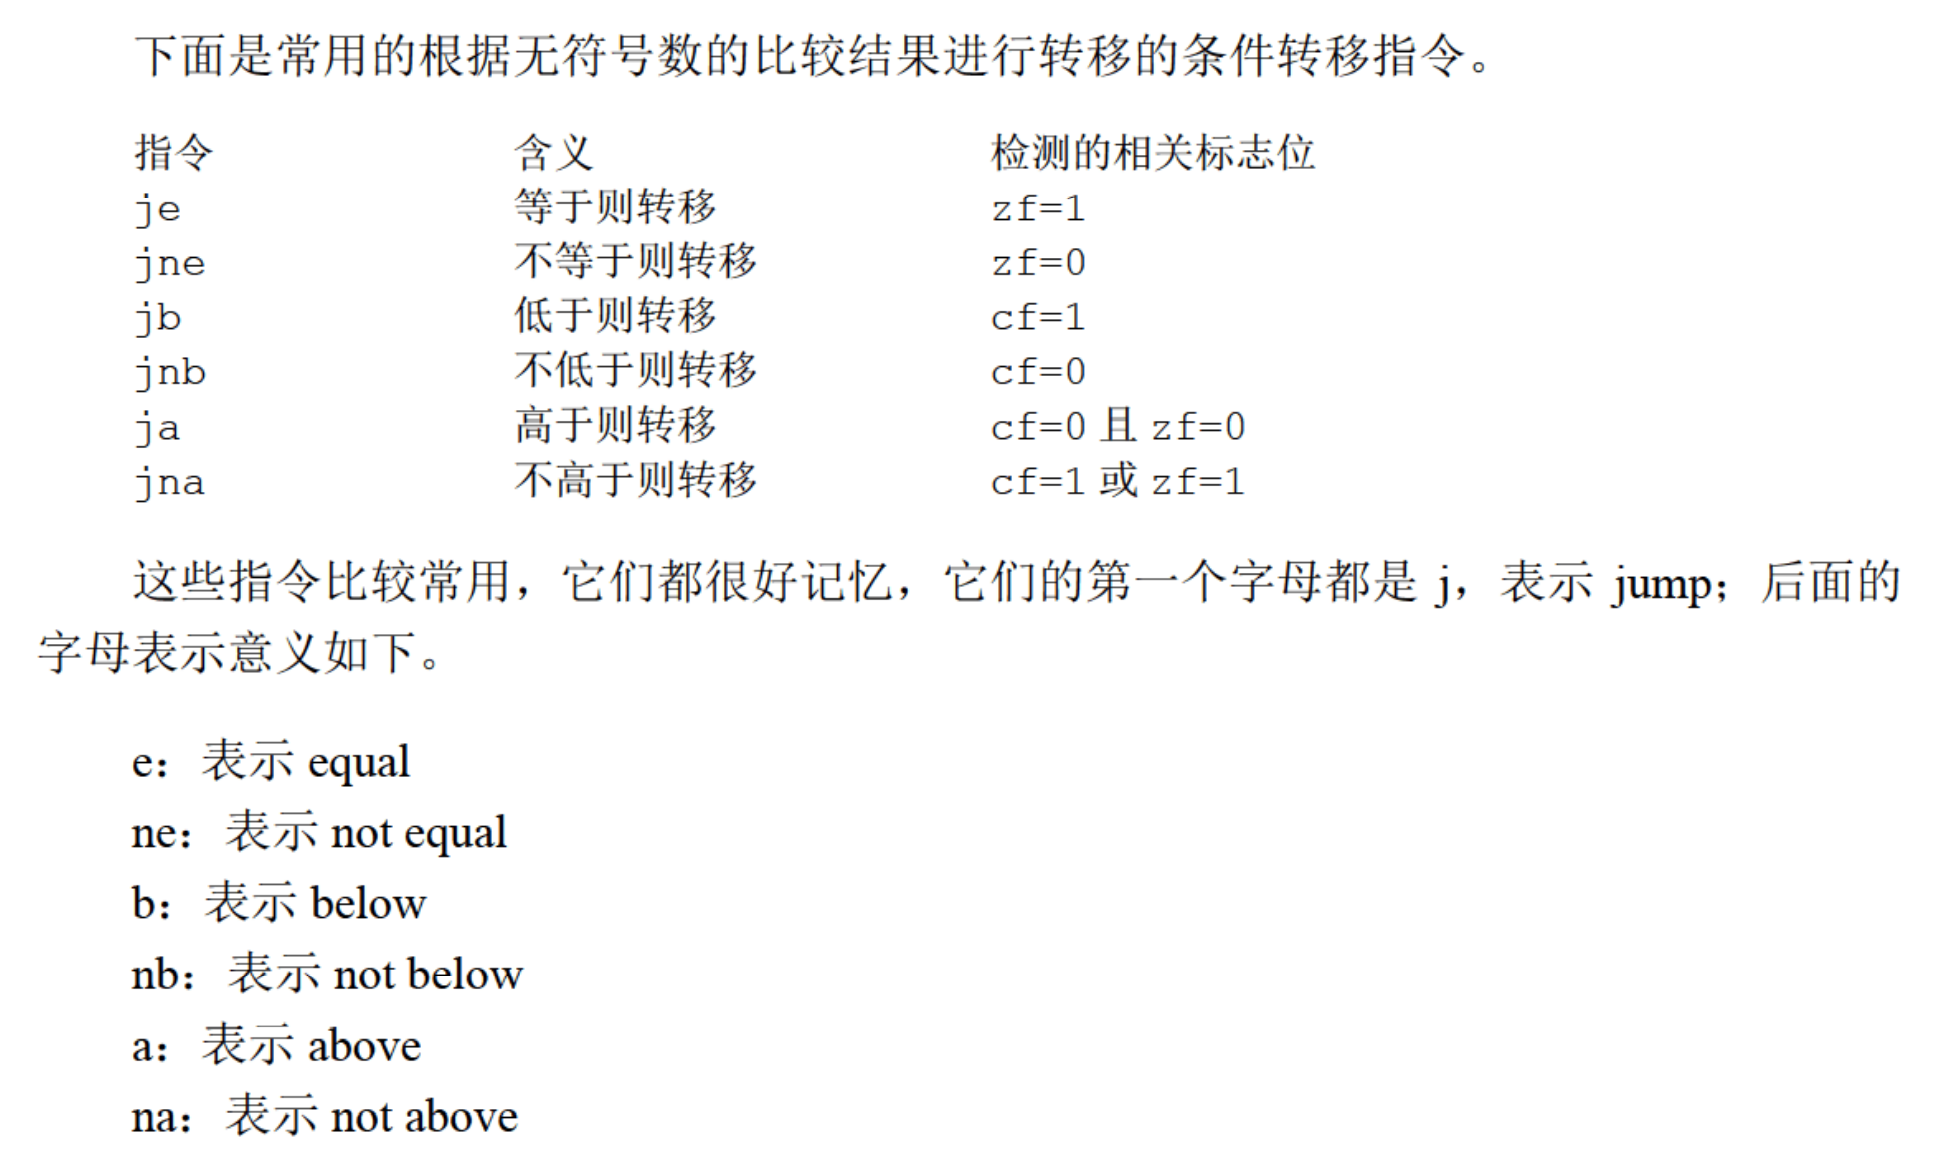 下面是常用的根据无符号数的比较结果进行转移的条件转移指令。
指令 含义 检测的相关标志位
je 等于则转移 zf=1
jne 不等于则转移 zf=0
jb 低于则转移 cf=1
jnb 不低于则转移 cf=0
ja 高于则转移 cf=0 且 zf=0
jna 不高于则转移 cf=1 或 zf=1
这些指令比较常用，它们都很好记忆，它们的第一个字母都是 j，表示 jump；后面的
字母表示意义如下。
e：表示 equal
ne：表示 not equal
b：表示 below
nb：表示 not below
a：表示 above
na：表示 not above